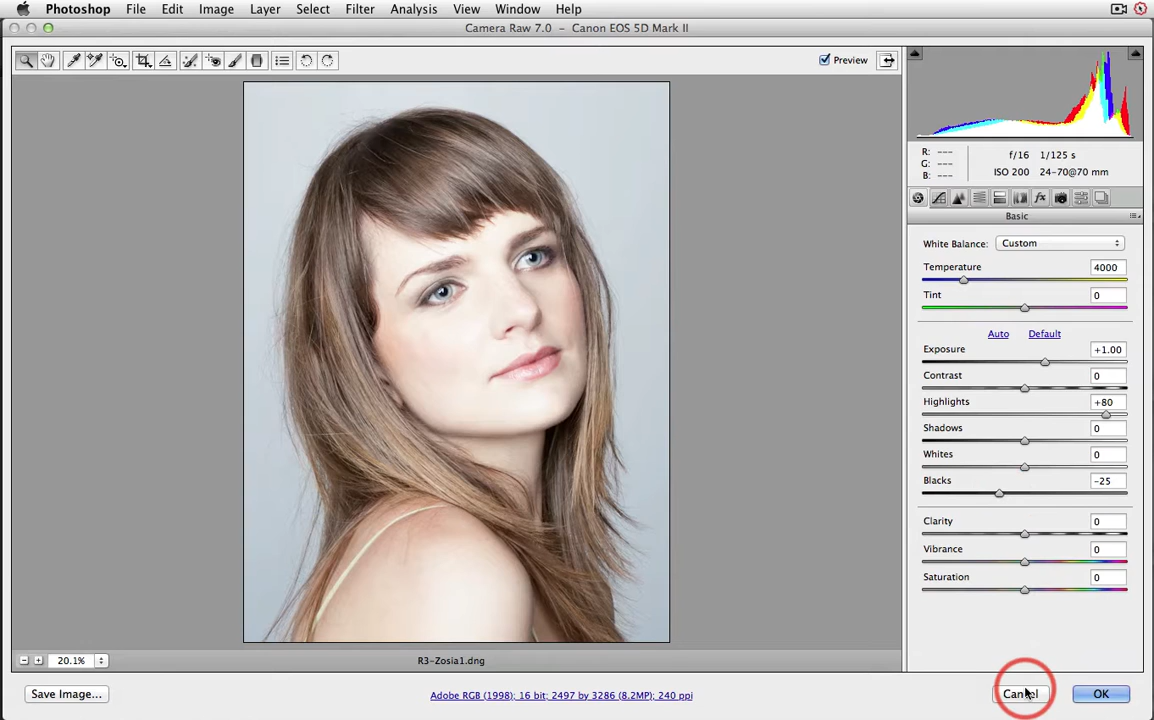 Photoshop File Edit Image Layer Select Filter Analysis View Window Help
Camera Raw 7.0 – Canon EOS 5D Mark II
Preview
R: ---
G: ---
B: ---
f/16 1/125 s
ISO 200 24-70@70 mm
Basic
White Balance: Custom
Temperature 4000
Tint 0
Auto Default
Exposure +1.00
Contrast 0
Highlights +80
Shadows 0
Whites 0
Blacks -25
Clarity 0
Vibrance 0
Saturation 0
20.1% R3-Zosia1.dng
Save Image... Adobe RGB (1998); 16 bit; 2497 by 3286 (8.2MP); 240 ppi Cancel OK